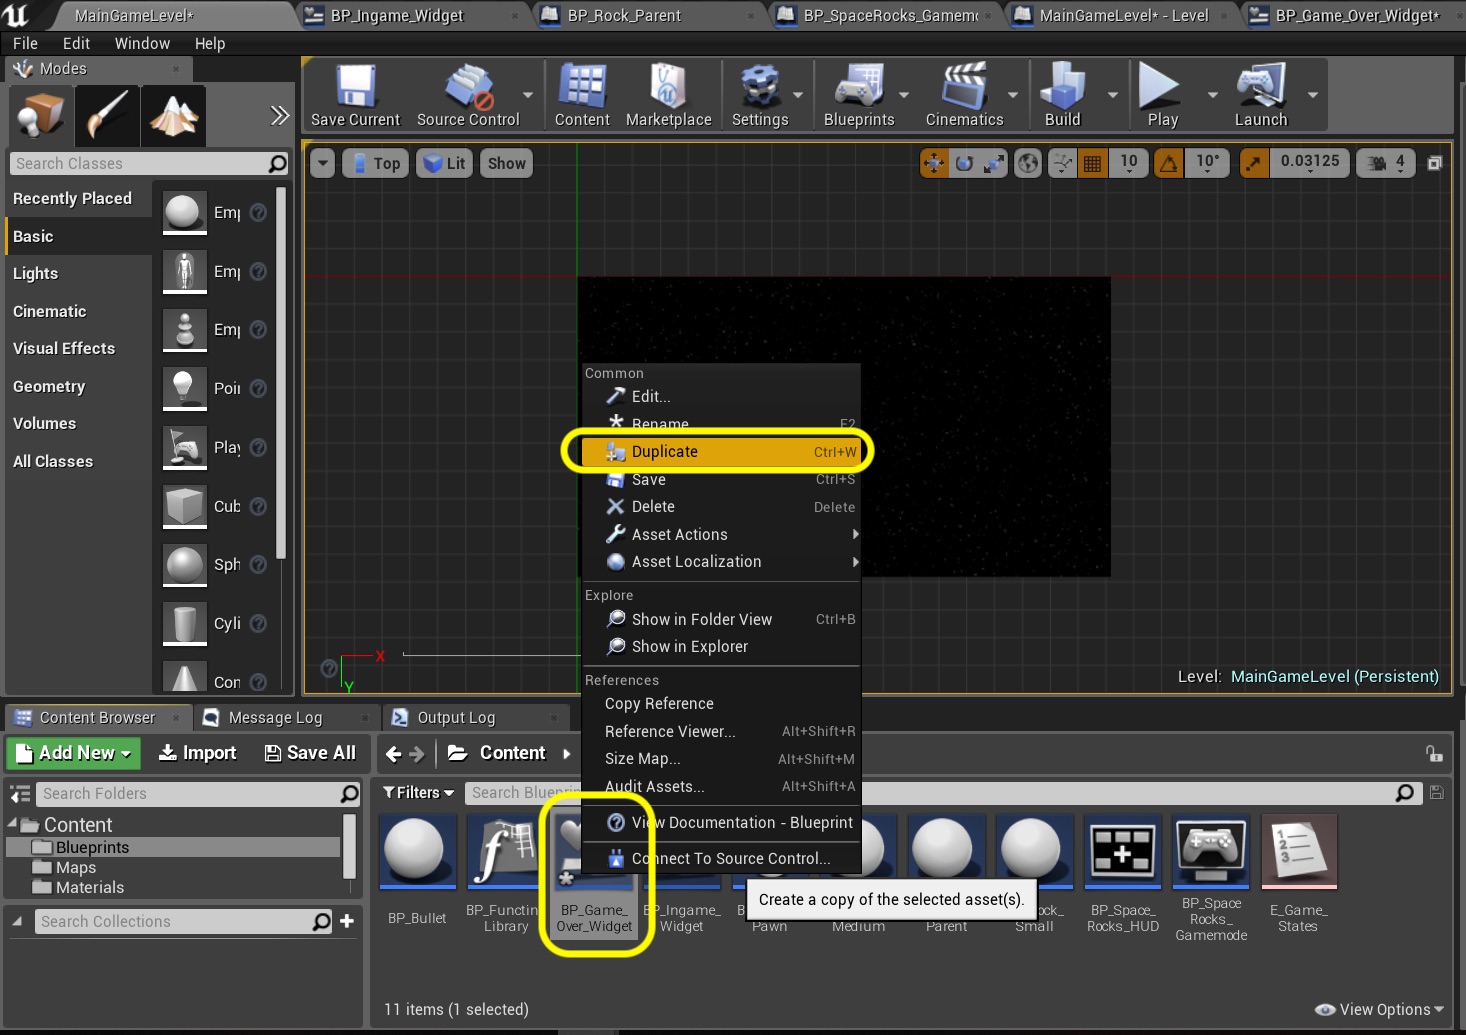 MainGameLevel*
BP_Ingame_Widget
BP_Rock_Parent
BP_SpaceRocks_Gamem
MainGameLevel* - Level
BP_Game_Over_Widget*
File Edit Window Help
Modes
Save Current
Source Control
Content
Marketplace
Settings
Blueprints
Cinematics
Build
Play
Launch
Search Classes
Top
Lit
Show
10
10°
0.03125
4
Recently Placed
Basic
Lights
Cinematic
Visual Effects
Geometry
Volumes
All Classes
Em
Em
Em
Poi
Pla
Cub
Sph
Cyli
Con
Common
Edit...
Rename F2
Duplicate Ctrl+W
Save Ctrl+S
Delete Delete
Asset Actions
Asset Localization
Explore
Show in Folder View Ctrl+B
Show in Explorer
References
Copy Reference
Reference Viewer... Alt+Shift+R
Size Map... Alt+Shift+M
Audit Assets... Alt+Shift+A
View Documentation - Blueprint
Connect To Source Control...
X
Y
Level: MainGameLevel (Persistent)
Content Browser
Message Log
Output Log
Add New
Import
Save All
Content
Search Folders
Filters
Search Bluep
Content
Blueprints
Maps
Materials
Search Collections
BP_Bullet
BP_Functin
Library
BP_Game_
Over_Widget
BP_Ingame_
Widget
Pawn
Medium
Parent
ock_
Small
BP_Space_
Rocks_HUD
BP_Space
Rocks_
Gamemode
E_Game_
States
Create a copy of the selected asset(s).
11 items (1 selected)
View Options